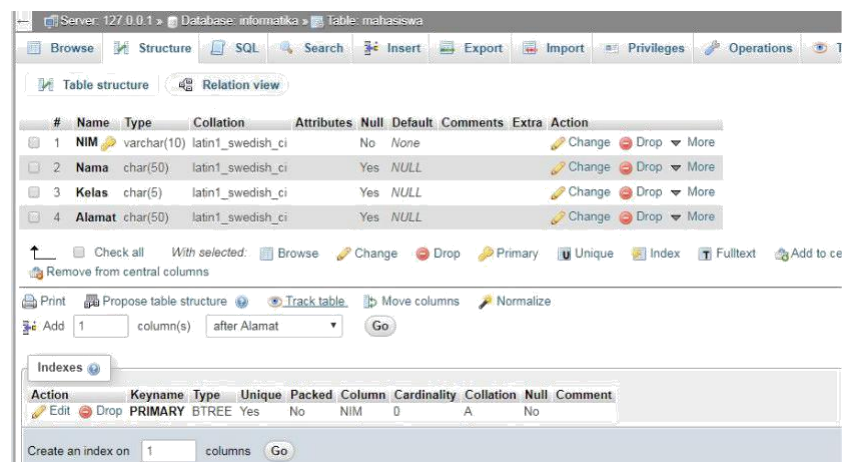 Server: 127.0.0.1 » Database: informatika » Table: mahasiswa
Browse Structure SQL Search Insert Export Import Privileges Operations T
Table structure Relation view
# Name Type Collation Attributes Null Default Comments Extra Action
1 NIM varchar(10) latin1_swedish_ci No None Change Drop More
2 Nama char(50) latin1_swedish_ci Yes NULL Change Drop More
3 Kelas char(5) latin1_swedish_ci Yes NULL Change Drop More
4 Alamat char(50) latin1_swedish_ci Yes NULL Change Drop More
Check all With selected: Browse Change Drop Primary Unique Index Fulltext Add to ce
Remove from central columns
Print Propose table structure Track table Move columns Normalize
Add 1 column(s) after Alamat Go
Indexes
Action Keyname Type Unique Packed Column Cardinality Collation Null Comment
Edit Drop PRIMARY BTREE Yes No NIM 0 A No
Create an index on 1 columns Go